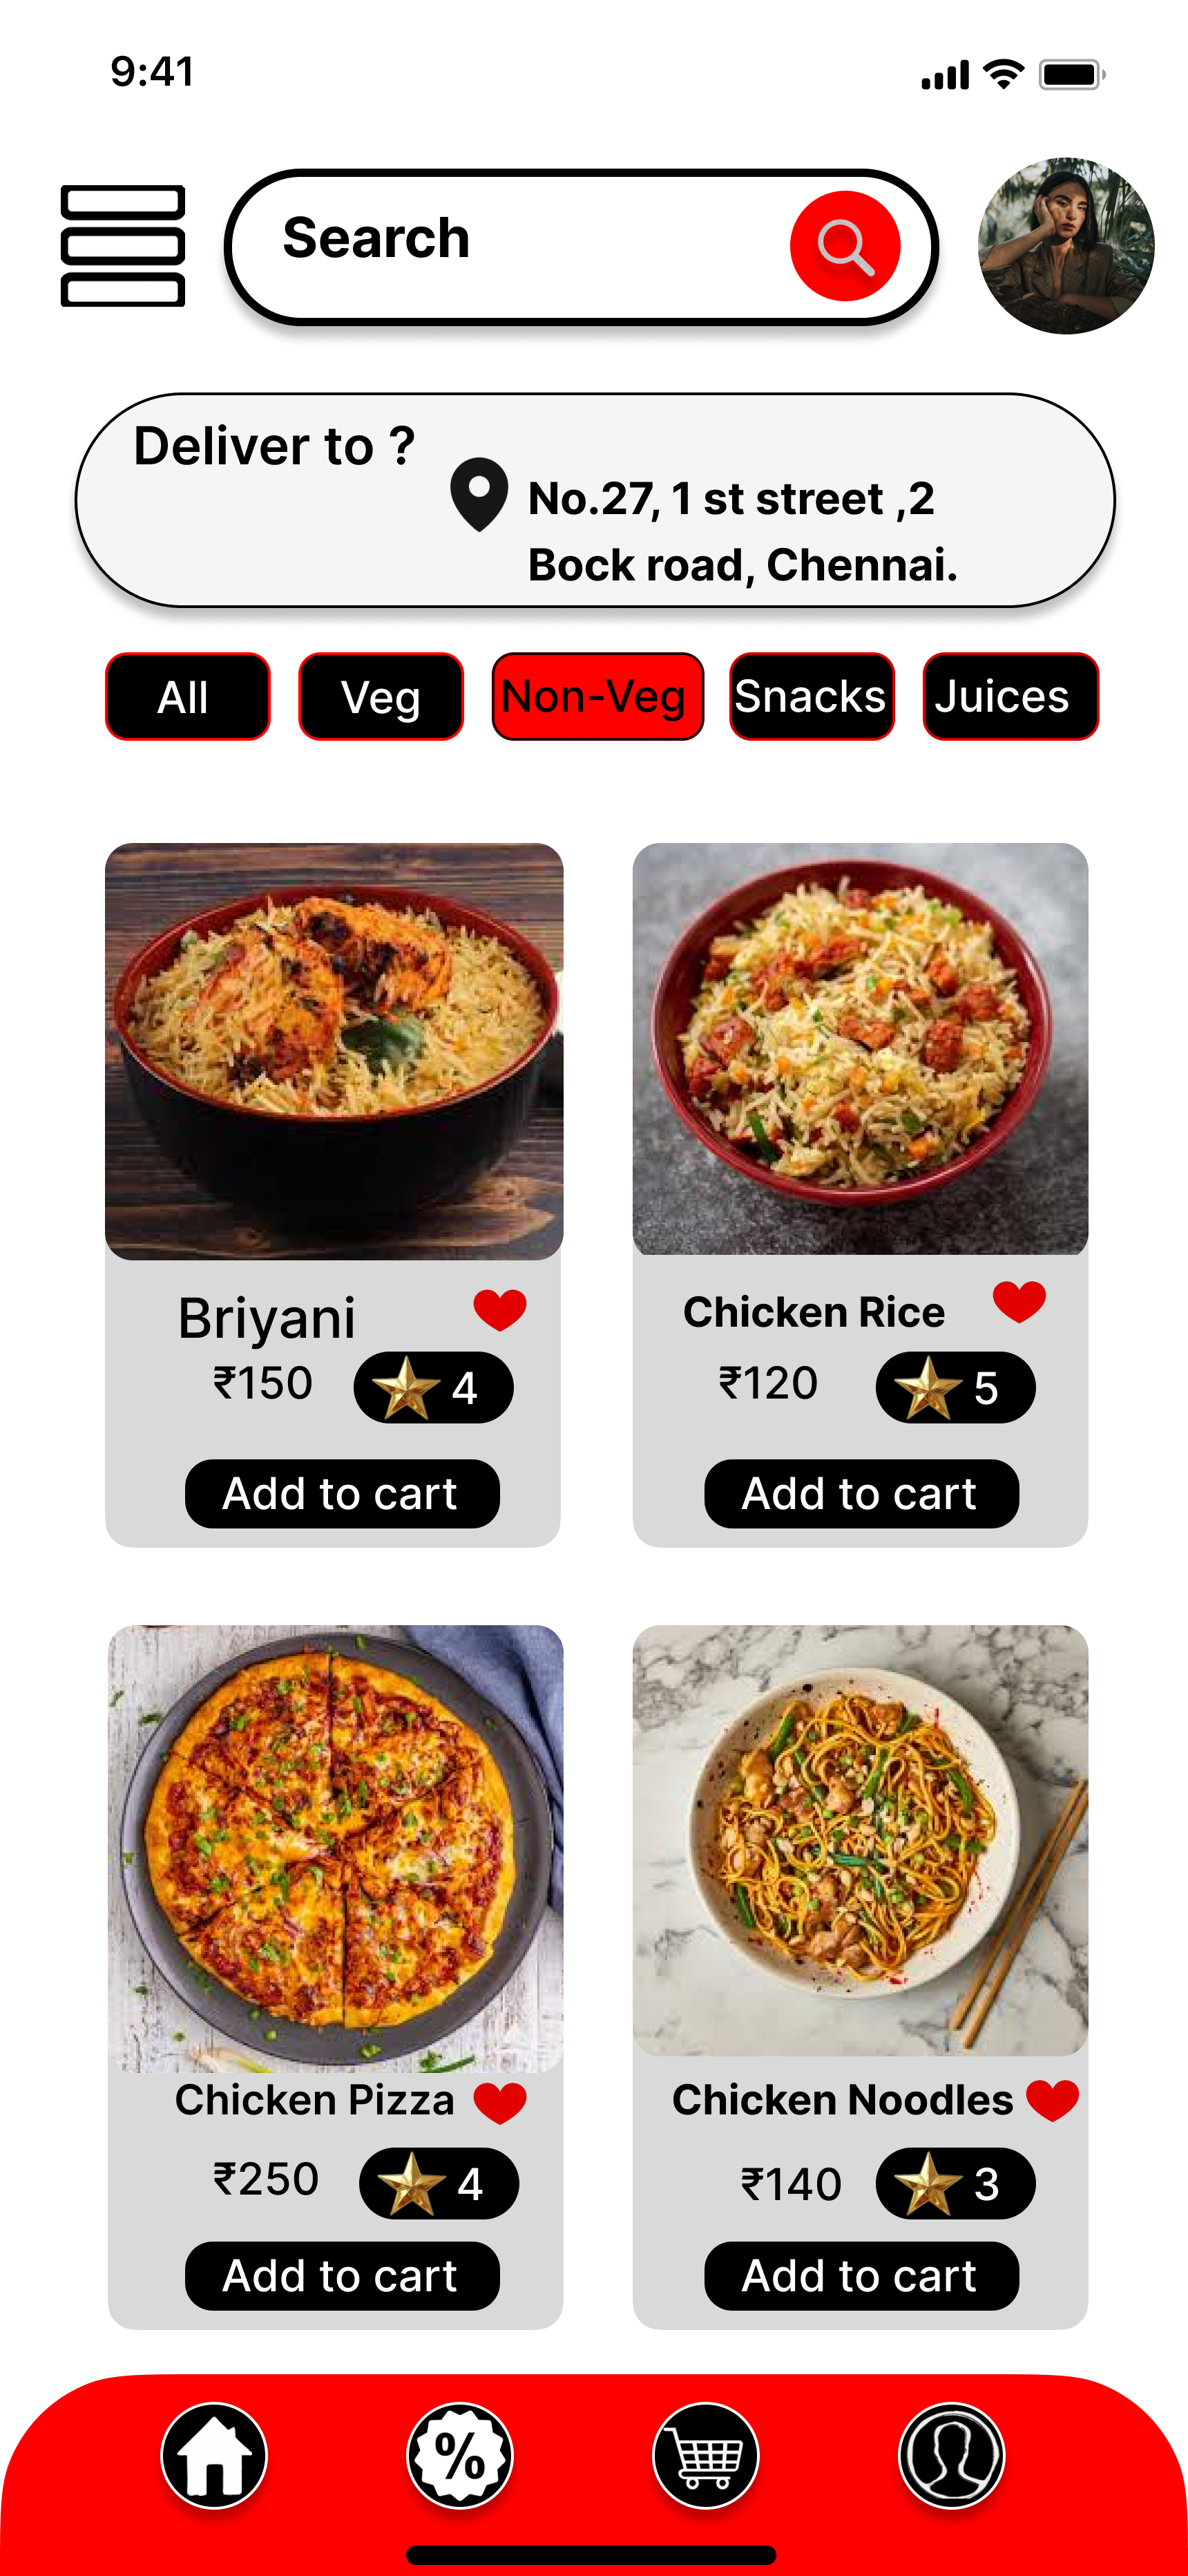 9:41
Search
Deliver to ?
No.27, 1 st street ,2
Bock road, Chennai.
All
Veg
Non-Veg
Snacks
Juices
Briyani
₹150
4
Add to cart
Chicken Rice
₹120
5
Add to cart
Chicken Pizza
₹250
4
Add to cart
Chicken Noodles
₹140
3
Add to cart
%